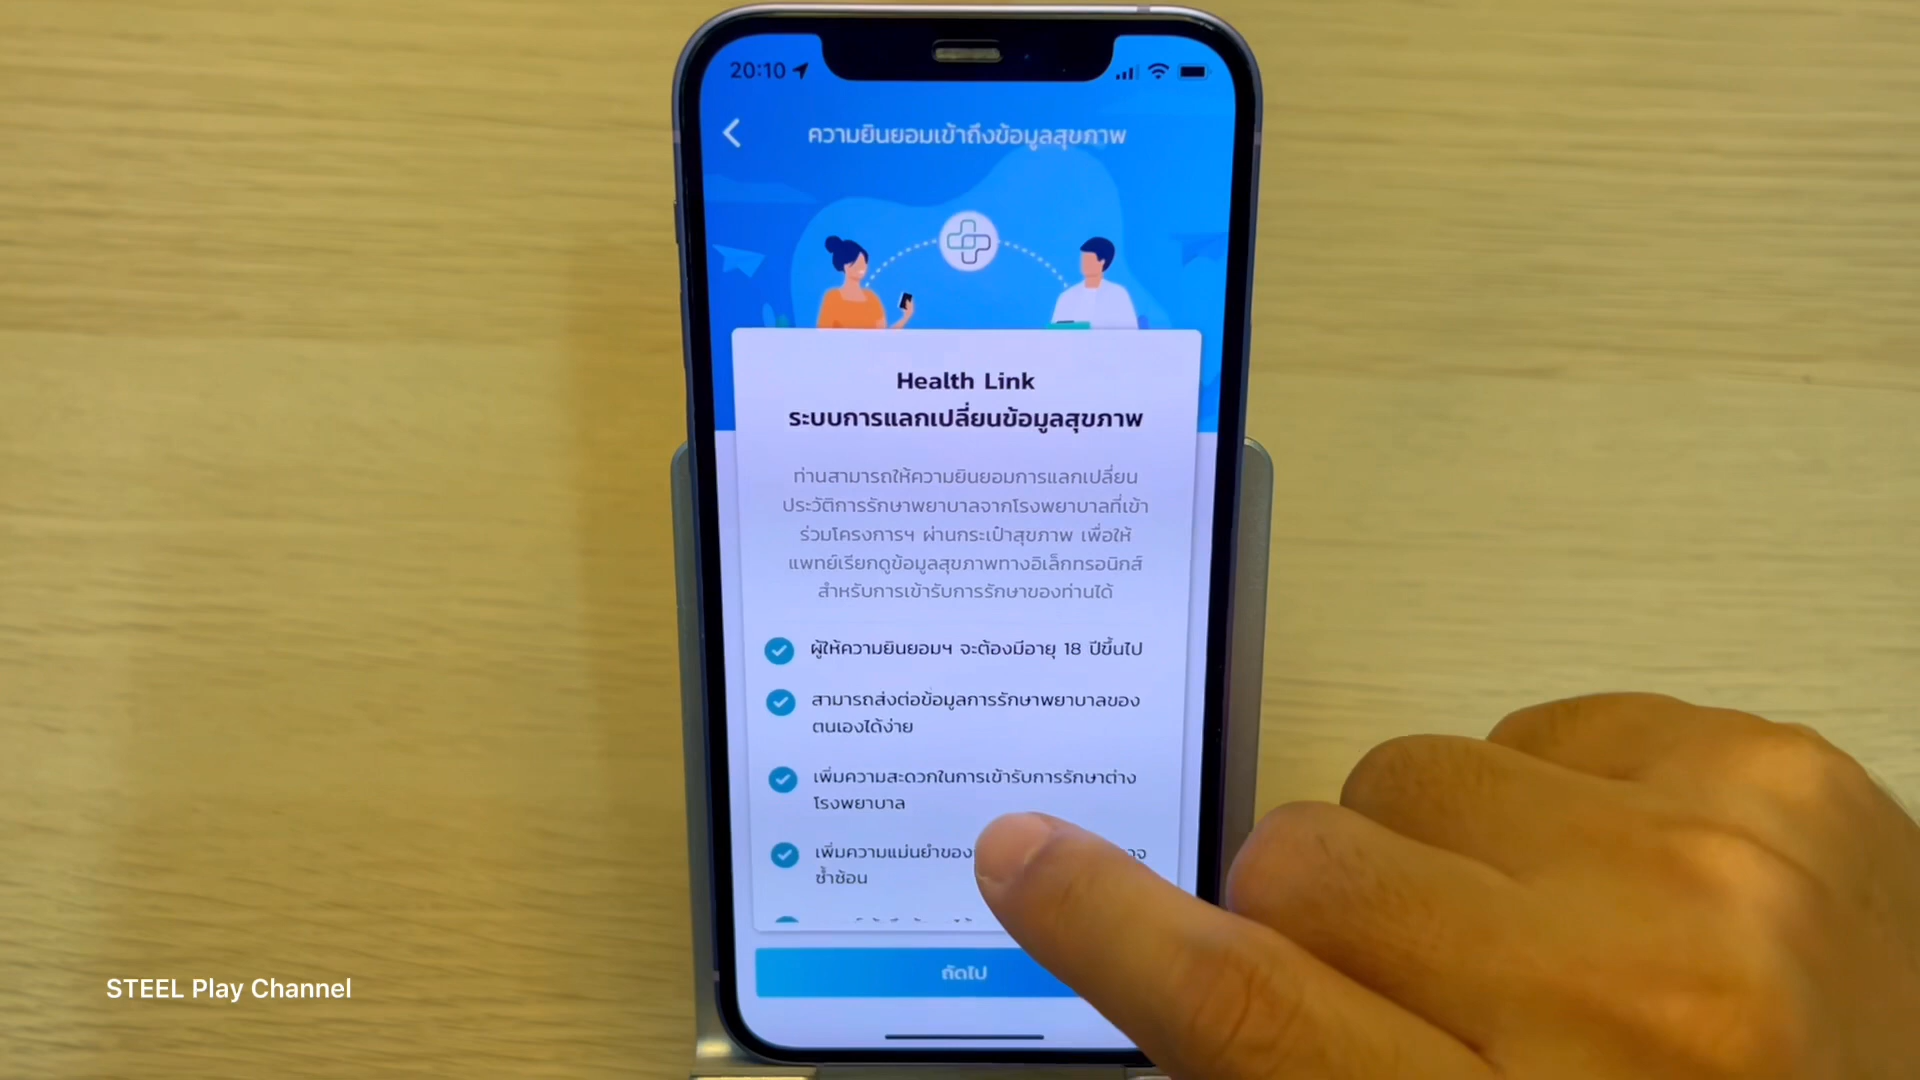 20:10
ความยินยอมเข้าถึงข้อมูลสุขภาพ
Health Link
ระบบการแลกเปลี่ยนข้อมูลสุขภาพ
ท่านสามารถให้ความยินยอมการแลกเปลี่ยน
ประวัติการรักษาพยาบาลจากโรงพยาบาลที่เข้า
ร่วมโครงการฯ ผ่านกระเป๋าสุขภาพ เพื่อให้
แพทย์เรียกดูข้อมูลสุขภาพทางอิเล็กทรอนิกส์
สำหรับการเข้ารับการรักษาของท่านได้
ผู้ให้ความยินยอมฯ จะต้องมีอายุ 18 ปีขึ้นไป
สามารถส่งต่อข้อมูลการรักษาพยาบาลของ
ตนเองได้ง่าย
เพิ่มความสะดวกในการเข้ารับการรักษาต่าง
โรงพยาบาล
เพิ่มความแม่นยำของ
ซ้ำซ้อน
ถัดไป
STEEL Play Channel